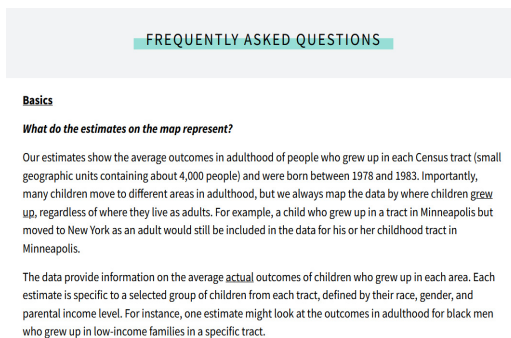 FREQUENTLY ASKED QUESTIONS
Basics
What do the estimates on the map represent?
Our estimates show the average outcomes in adulthood of people who grew up in each Census tract (small
geographic units containing about 4,000 people) and were born between 1978 and 1983. Importantly,
many children move to different areas in adulthood, but we always map the data by where children grew
up, regardless of where they live as adults. For example, a child who grew up in a tract in Minneapolis but
moved to New York as an adult would still be included in the data for his or her childhood tract in
Minneapolis.
The data provide information on the average actual outcomes of children who grew up in each area. Each
estimate is specific to a selected group of children from each tract, defined by their race, gender, and
parental income level. For instance, one estimate might look at the outcomes in adulthood for black men
who grew up in low-income families in a specific tract.